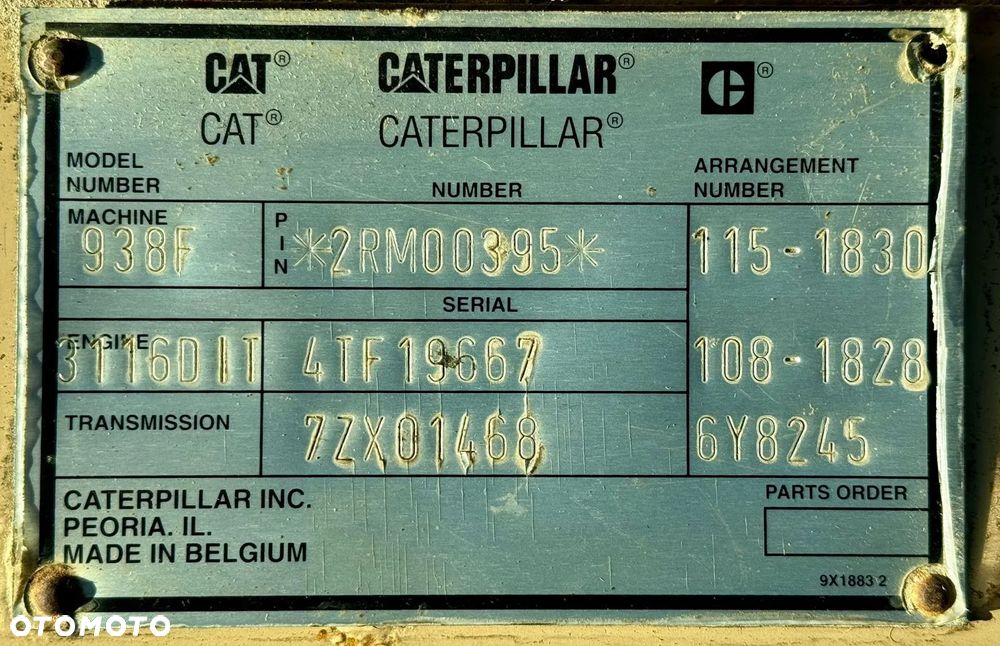 CAT® CATERPILLAR® C®
CAT® CATERPILLAR®
MODEL NUMBER NUMBER ARRANGEMENT NUMBER
MACHINE 938F PIN *2RM00395* 115-1830
SERIAL
ENGINE 3116DIT 4TF19667 108-1828
TRANSMISSION 7ZX01468 6Y8245
CATERPILLAR INC.
PEORIA. IL.
MADE IN BELGIUM
PARTS ORDER
9X1883 2
OTOMOTO